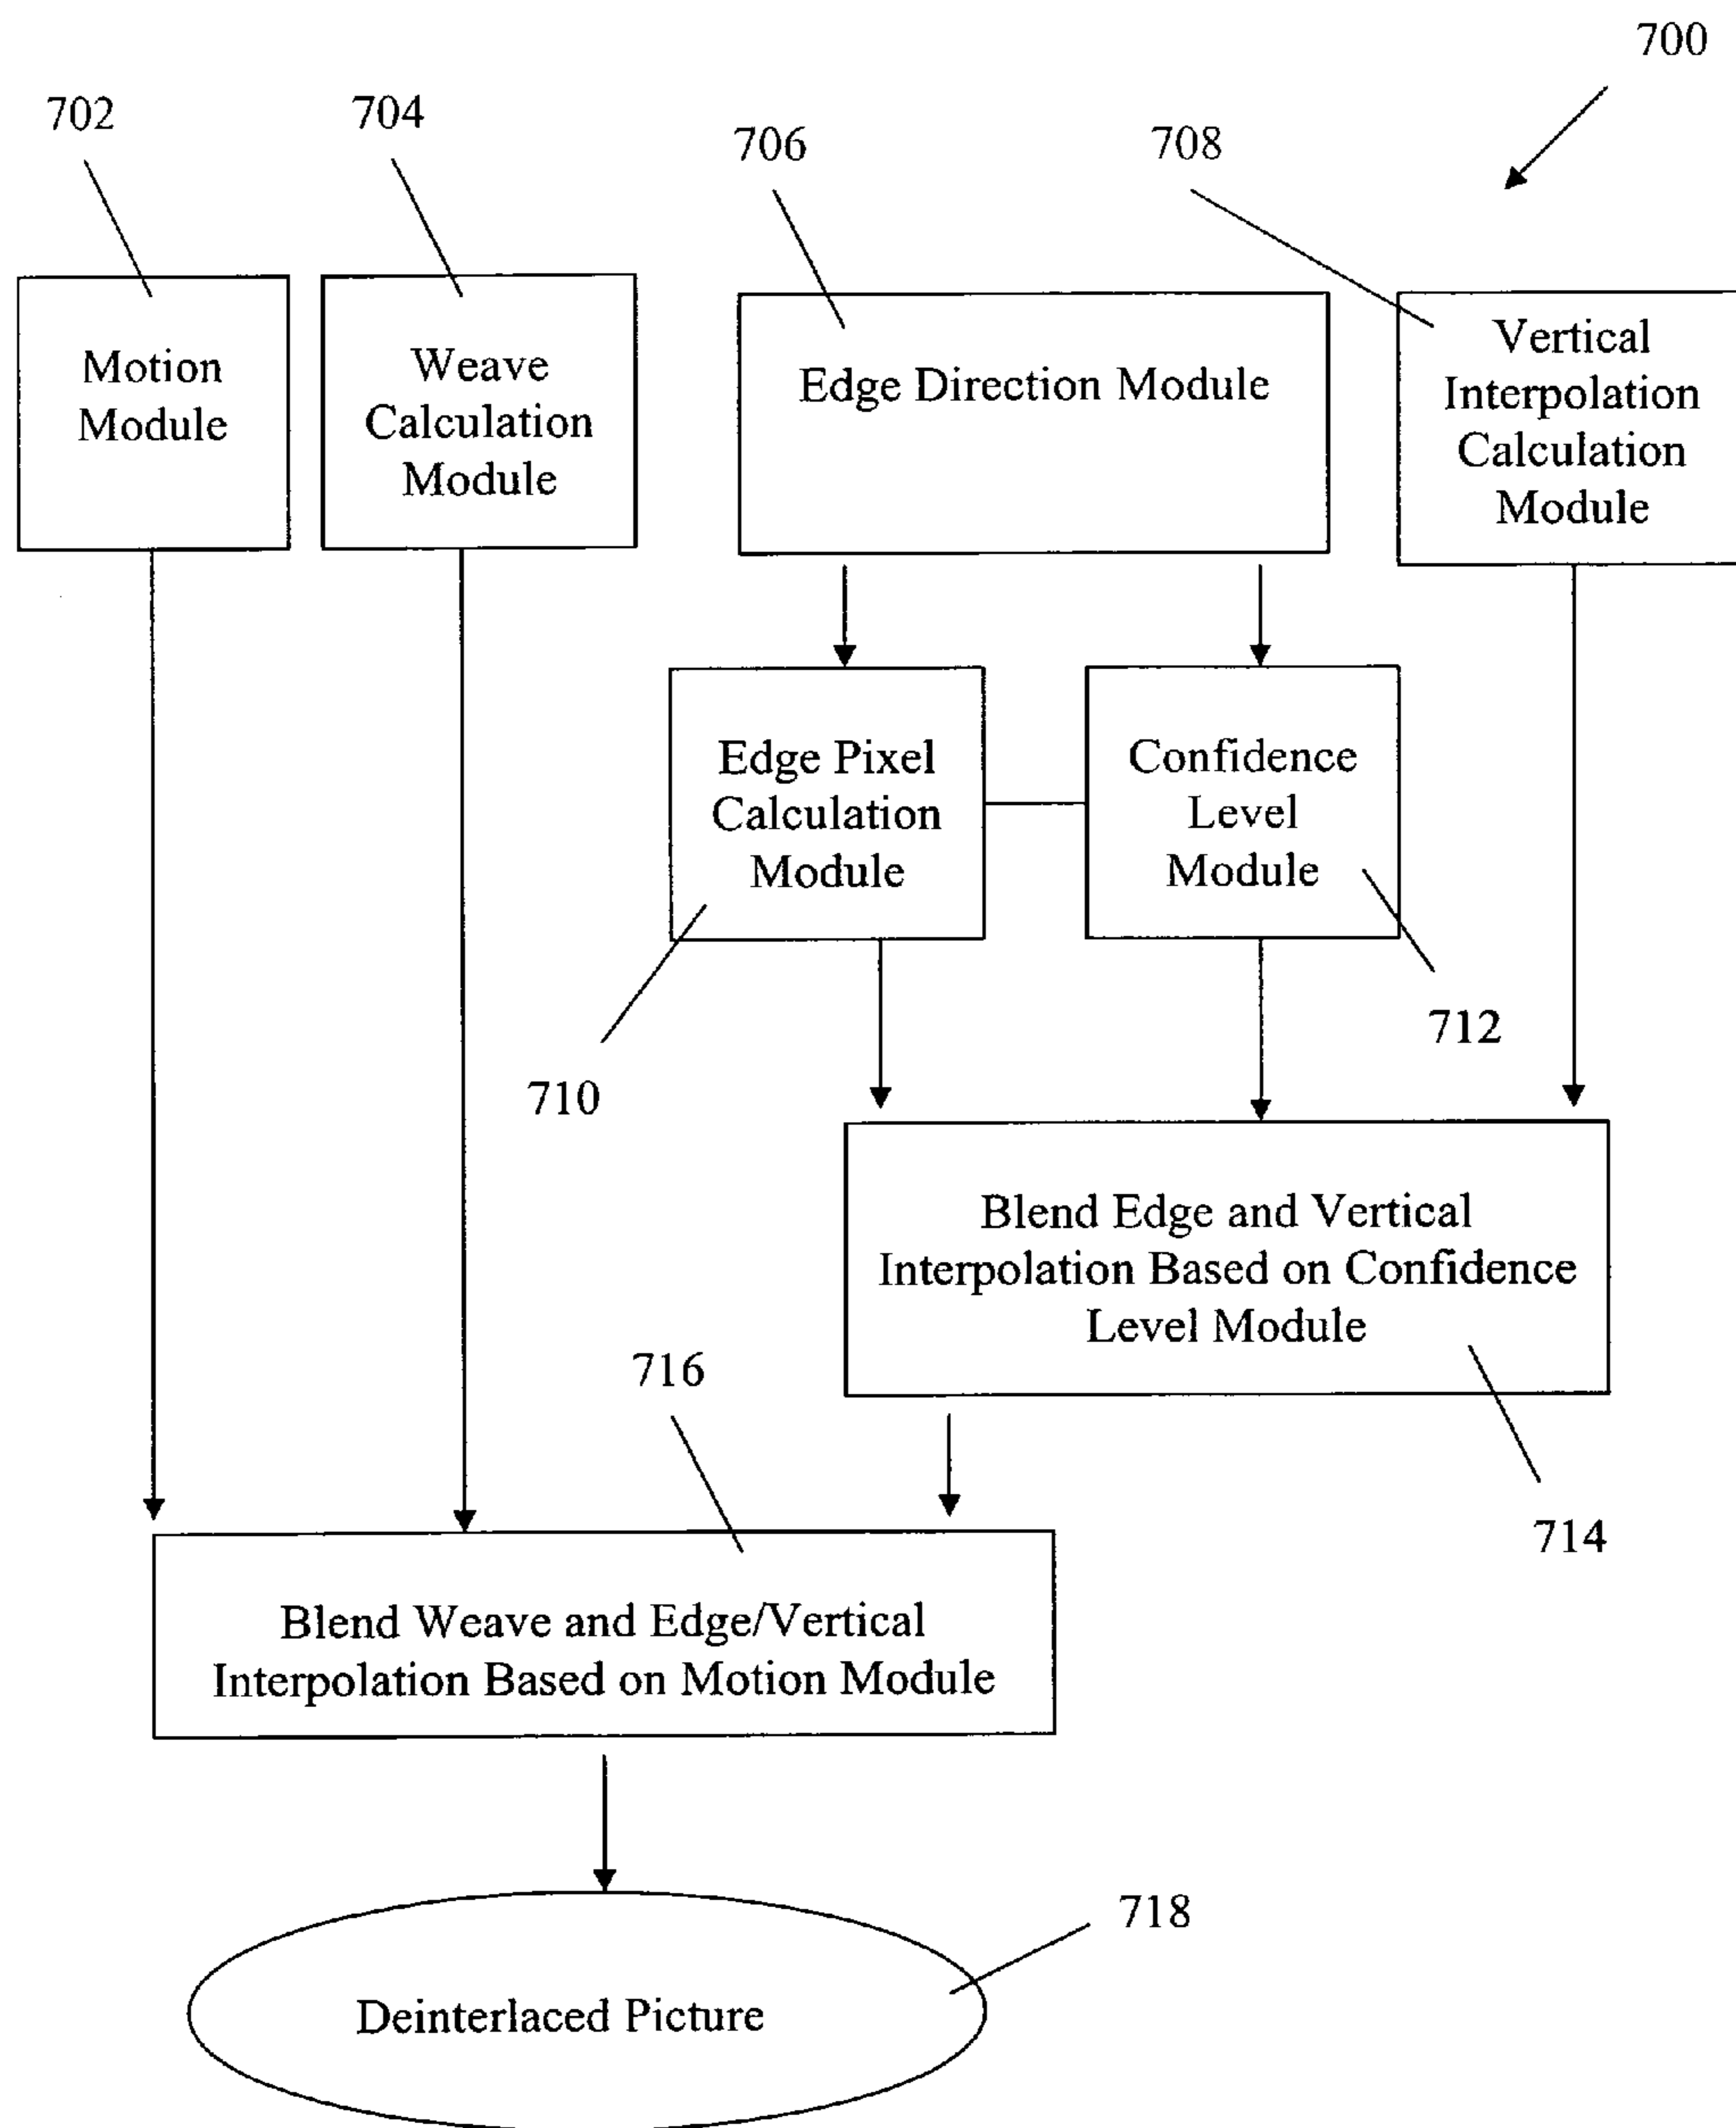 700
702
704
706
708
Motion
Module
Weave
Calculation
Module
Edge Direction Module
Vertical
Interpolation
Calculation
Module
Edge Pixel
Calculation
Module
Confidence
Level
Module
710
712
Blend Edge and Vertical
Interpolation Based on Confidence
Level Module
714
716
Blend Weave and Edge/Vertical
Interpolation Based on Motion Module
718
Deinterlaced Picture